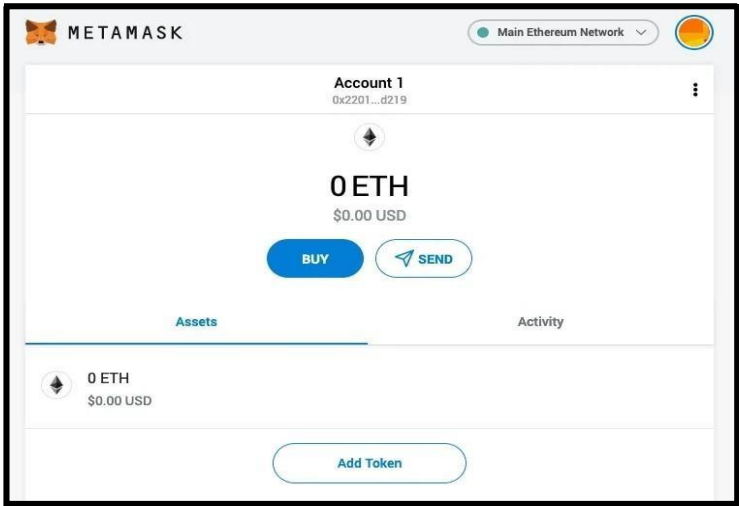 METAMASK
Main Ethereum Network
Account 1
0x2201...d219
0 ETH
$0.00 USD
BUY
SEND
Assets
Activity
0 ETH
$0.00 USD
Add Token